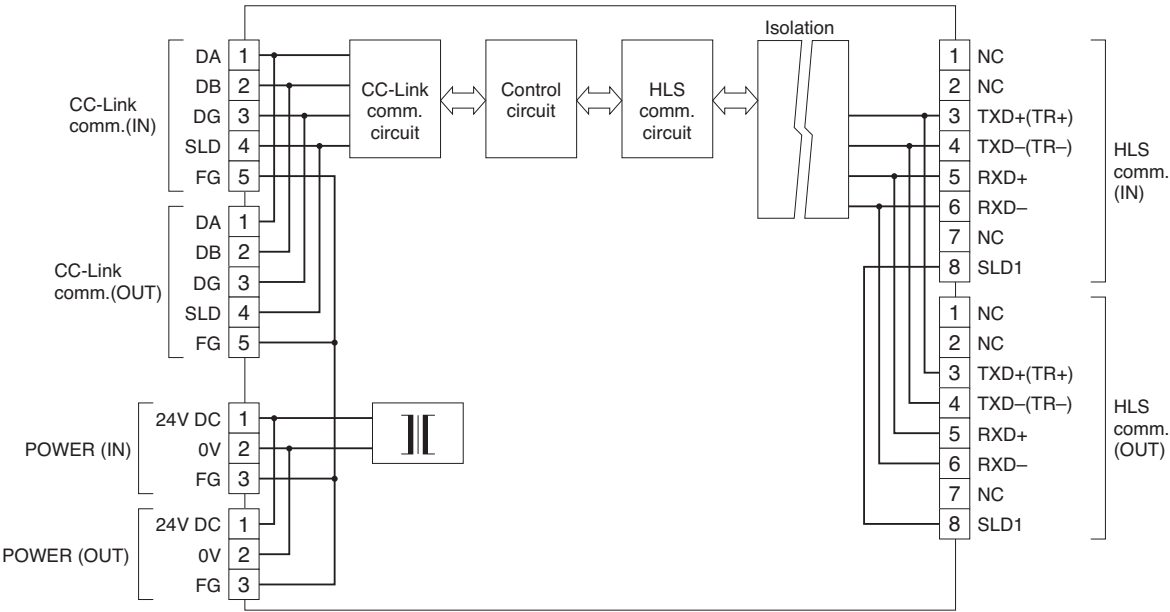 Isolation
CC-Link
comm.(IN)
DA 1
DB 2
DG 3
SLD 4
FG 5
CC-Link
comm.
circuit
Control
circuit
HLS
comm.
circuit
1 NC
2 NC
3 TXD+(TR+)
4 TXD–(TR–)
5 RXD+
6 RXD–
7 NC
8 SLD1
HLS
comm.
(IN)
CC-Link
comm.(OUT)
DA 1
DB 2
DG 3
SLD 4
FG 5
1 NC
2 NC
3 TXD+(TR+)
4 TXD–(TR–)
5 RXD+
6 RXD–
7 NC
8 SLD1
HLS
comm.
(OUT)
POWER (IN)
24V DC 1
0V 2
FG 3
POWER (OUT)
24V DC 1
0V 2
FG 3